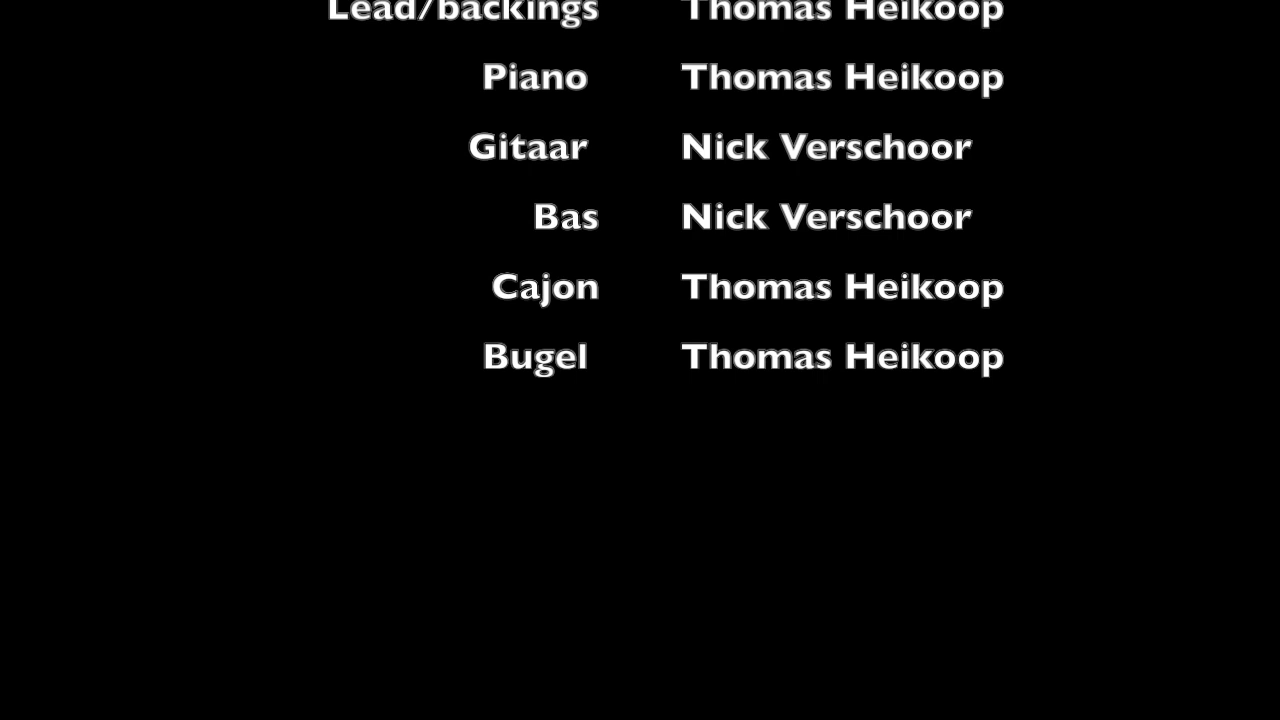 Lead/backings Thomas Heikoop
Piano Thomas Heikoop
Gitaar Nick Verschoor
Bas Nick Verschoor
Cajon Thomas Heikoop
Bugel Thomas Heikoop